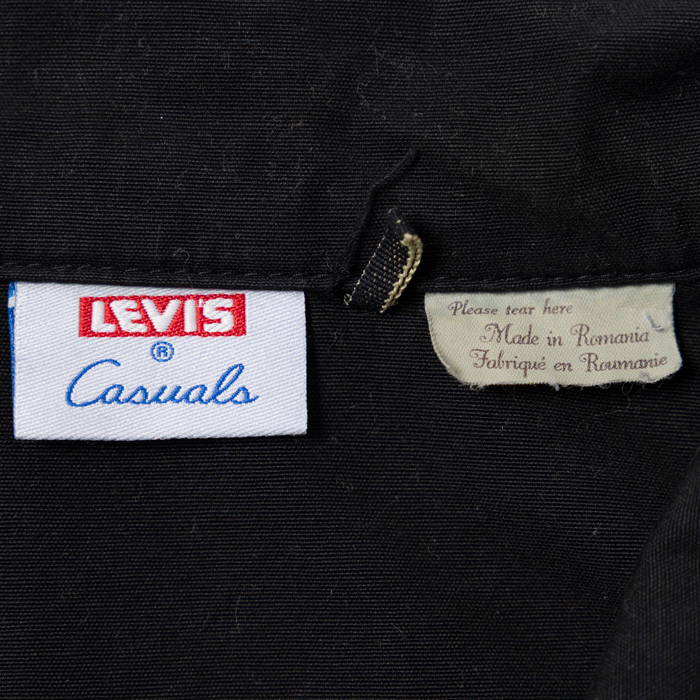 LEVI'S
®
Casuals
Please tear here
Made in Romania
Fabriqué en Roumanie